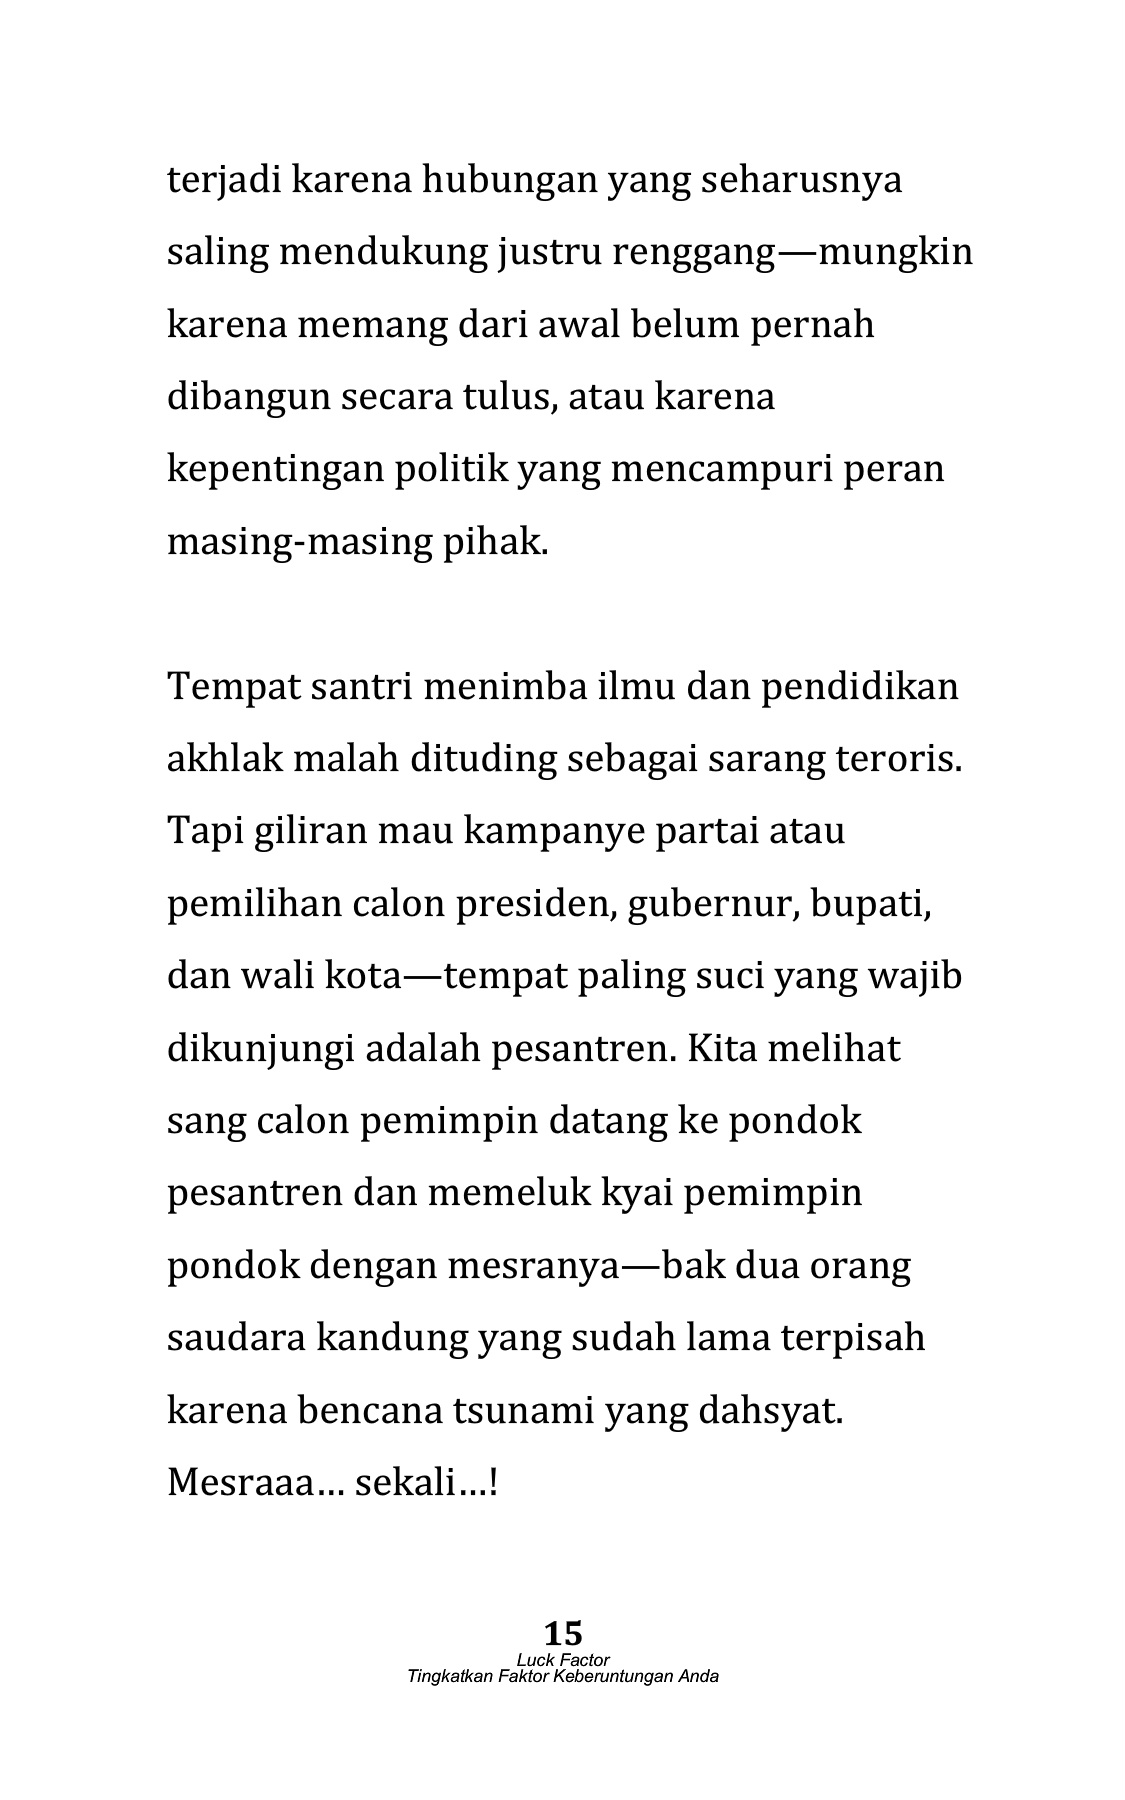 terjadi karena hubungan yang seharusnya
saling mendukung justru renggang—mungkin
karena memang dari awal belum pernah
dibangun secara tulus, atau karena
kepentingan politik yang mencampuri peran
masing-masing pihak.
Tempat santri menimba ilmu dan pendidikan
akhlak malah dituding sebagai sarang teroris.
Tapi giliran mau kampanye partai atau
pemilihan calon presiden, gubernur, bupati,
dan wali kota—tempat paling suci yang wajib
dikunjungi adalah pesantren. Kita melihat
sang calon pemimpin datang ke pondok
pesantren dan memeluk kyai pemimpin
pondok dengan mesranya—bak dua orang
saudara kandung yang sudah lama terpisah
karena bencana tsunami yang dahsyat.
Mesraaa… sekali…!
15
Luck Factor
Tingkatkan Faktor Keberuntungan Anda